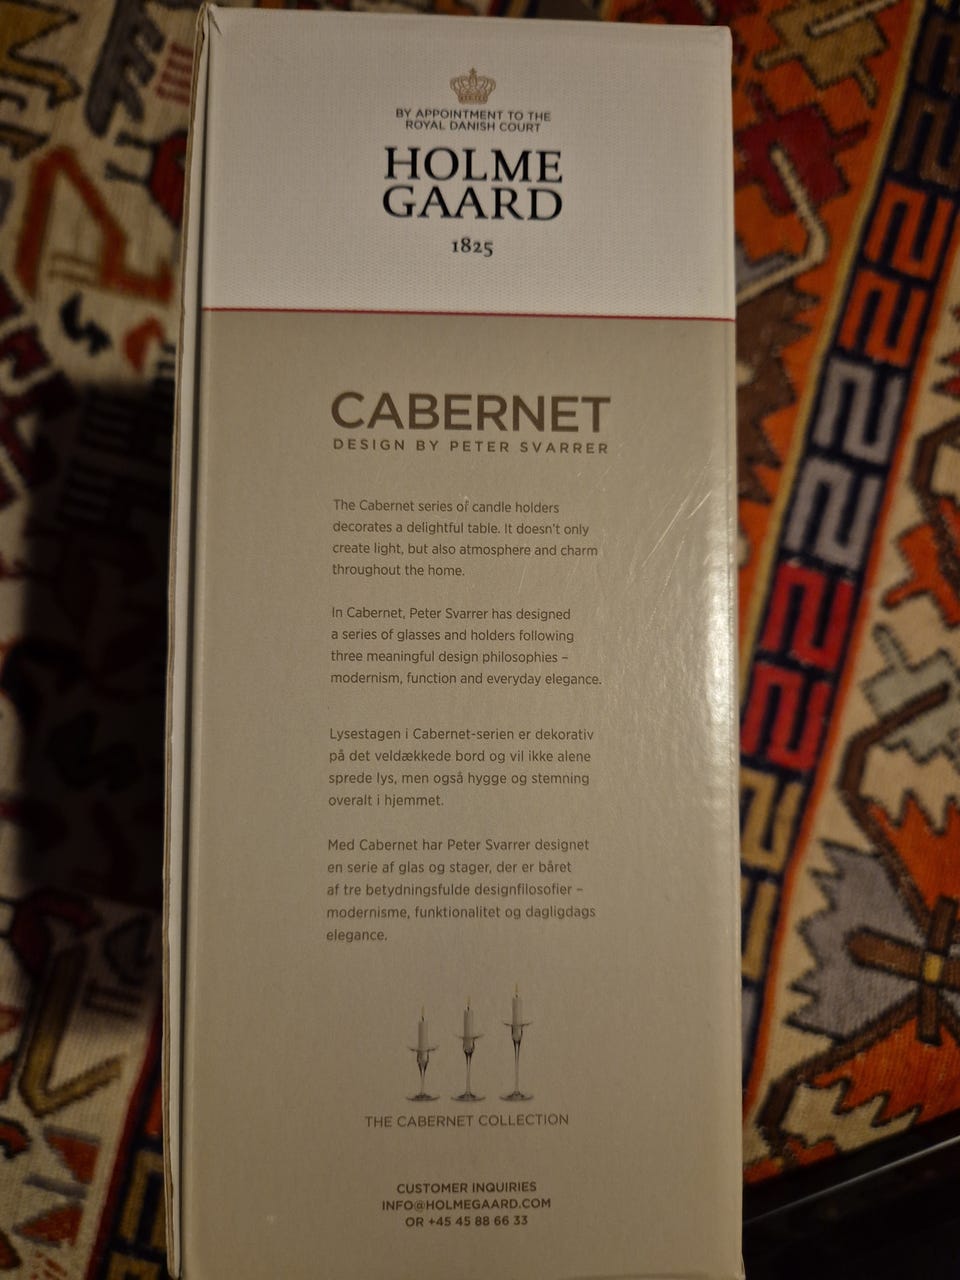 BY APPOINTMENT TO THE
ROYAL DANISH COURT
HOLME
GAARD
1825
CABERNET
DESIGN BY PETER SVARRER
The Cabernet series of candle holders
decorates a delightful table. It doesn't only
create light, but also atmosphere and charm
throughout the home.
In Cabernet, Peter Svarrer has designed
a series of glasses and holders following
three meaningful design philosophies –
modernism, function and everyday elegance.
Lysestagen i Cabernet-serien er dekorativ
på det veldækkede bord og vil ikke alene
sprede lys, men også hygge og stemning
overalt i hjemmet.
Med Cabernet har Peter Svarrer designet
en serie af glas og stager, der er båret
af tre betydningsfulde designfilosofier –
modernisme, funktionalitet og dagligdags
elegance.
THE CABERNET COLLECTION
CUSTOMER INQUIRIES
INFO@HOLMEGAARD.COM
OR +45 45 88 66 33